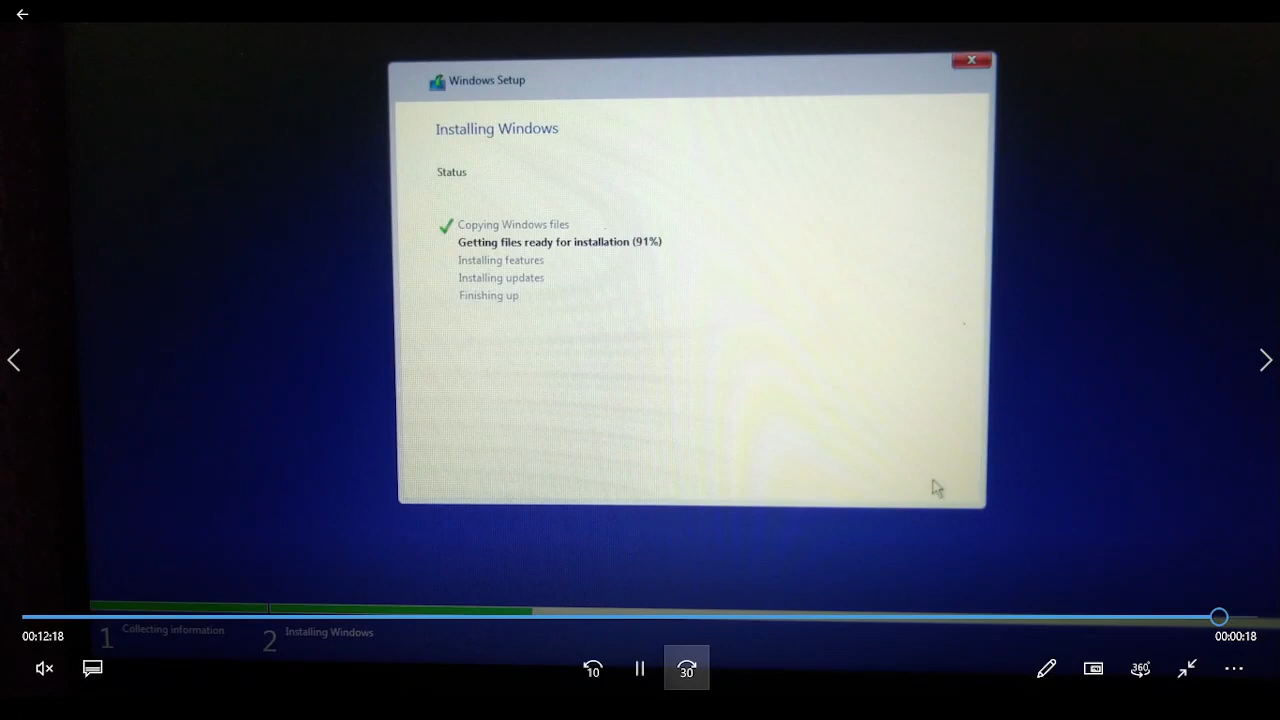 Windows Setup
Installing Windows
Status
Copying Windows files
Getting files ready for installation (91%)
Installing features
Installing updates
Finishing up
00:12:18
00:00:18
1 Collecting information
2 Installing Windows
10
30
360